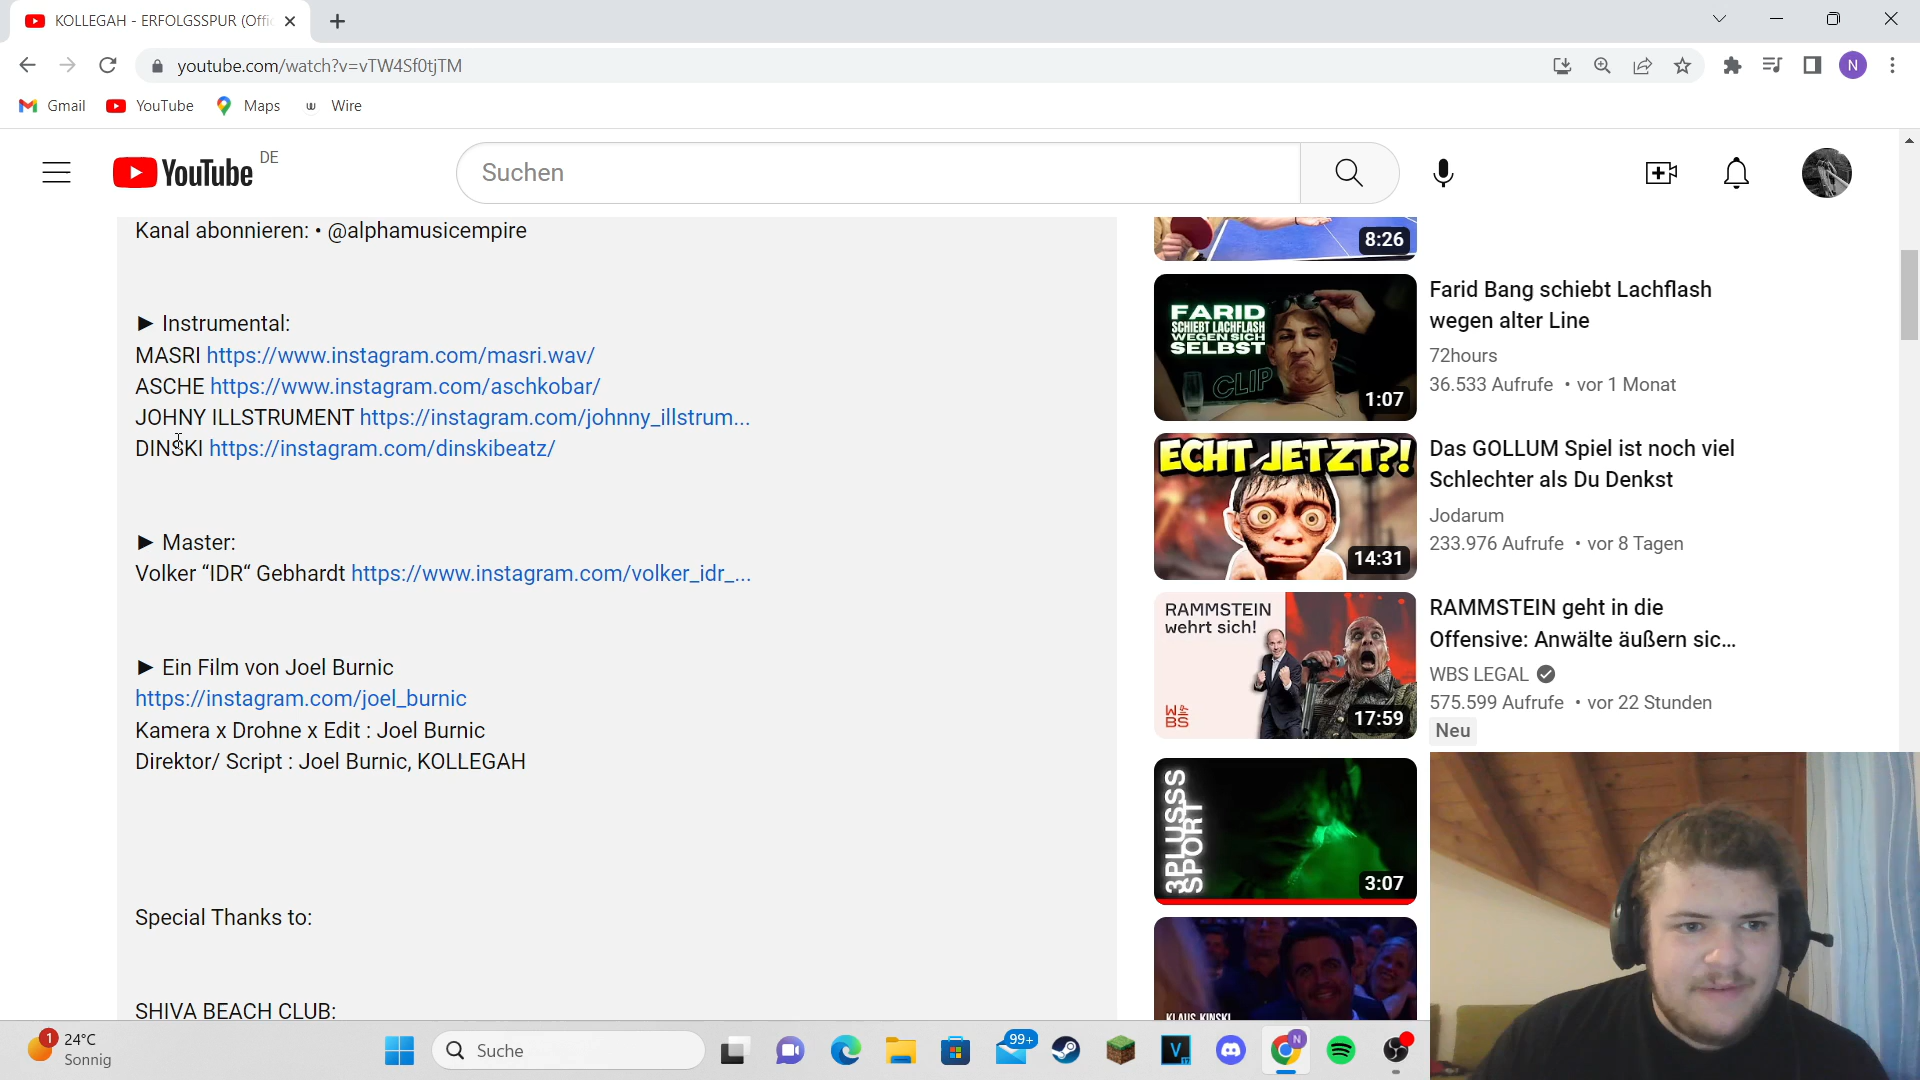 KOLLEGAH - ERFOLGSSPUR (Offi
youtube.com/watch?v=vTW4Sf0tjTM
N
Gmail
YouTube
Maps
Wire
YouTube DE
Suchen
Kanal abonnieren: • @alphamusicempire
► Instrumental:
MASRI https://www.instagram.com/masri.wav/
ASCHE https://www.instagram.com/aschkobar/
JOHNY ILLSTRUMENT https://instagram.com/johnny_illstrum...
DINSKI https://instagram.com/dinskibeatz/
► Master:
Volker “IDR“ Gebhardt https://www.instagram.com/volker_idr_...
► Ein Film von Joel Burnic
https://instagram.com/joel_burnic
Kamera x Drohne x Edit : Joel Burnic
Direktor/ Script : Joel Burnic, KOLLEGAH
Special Thanks to:
SHIVA BEACH CLUB:
8:26
FARID
SCHIEBT LACHFLASH
WEGEN SICH
SELBST
CLIP
1:07
Farid Bang schiebt Lachflash
wegen alter Line
72hours
36.533 Aufrufe • vor 1 Monat
ECHT JETZT?!
14:31
Das GOLLUM Spiel ist noch viel
Schlechter als Du Denkst
Jodarum
233.976 Aufrufe • vor 8 Tagen
RAMMSTEIN
wehrt sich!
WBS
17:59
RAMMSTEIN geht in die
Offensive: Anwälte äußern sic...
WBS LEGAL
575.599 Aufrufe • vor 22 Stunden
Neu
3PLUSSS
SPORT
3:07
KLAUS KINSKI
1
24°C
Sonnig
Suche
99+
V
N